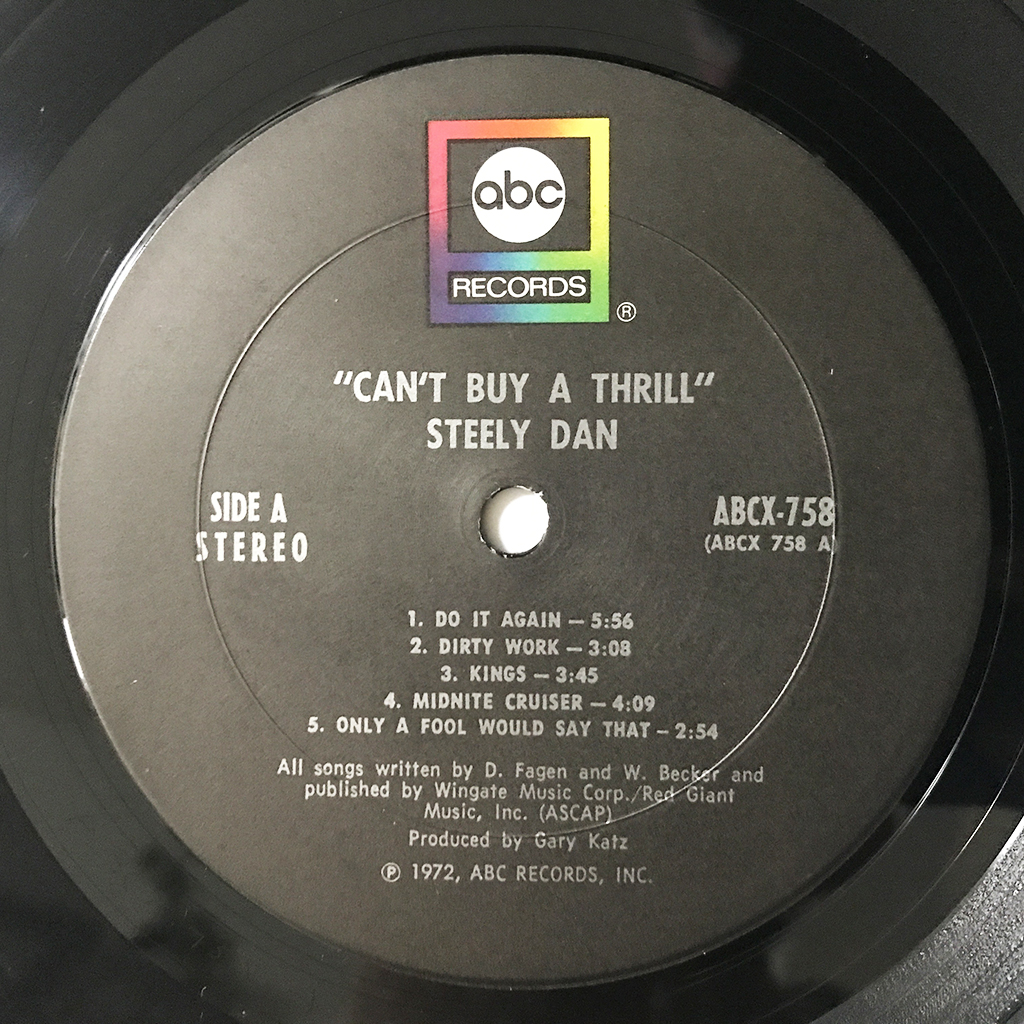 abc
RECORDS
®
"CAN'T BUY A THRILL"
STEELY DAN
SIDE A
STEREO
ABCX-758
(ABCX 758 A)
1. DO IT AGAIN — 5:56
2. DIRTY WORK — 3:08
3. KINGS — 3:45
4. MIDNITE CRUISER — 4:09
5. ONLY A FOOL WOULD SAY THAT — 2:54
All songs written by D. Fagen and W. Becker and
published by Wingate Music Corp./Red Giant
Music, Inc. (ASCAP)
Produced by Gary Katz
℗ 1972, ABC RECORDS, INC.